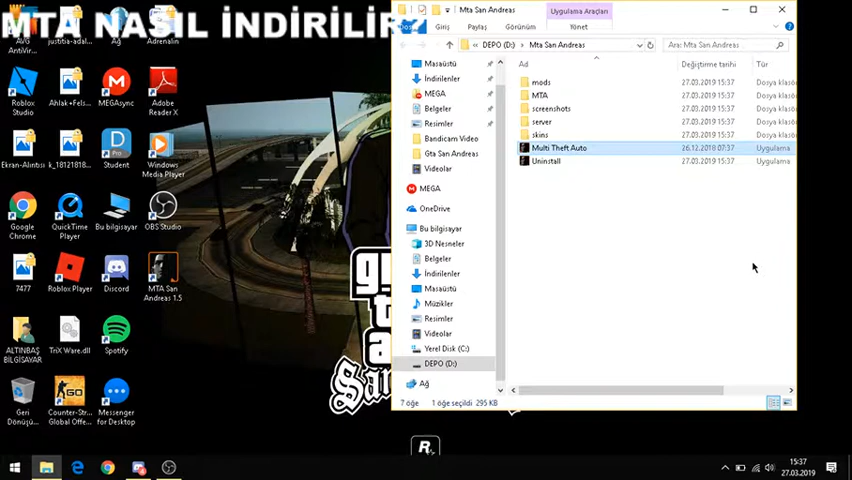 MTA NASIL İNDİRİLİR?
AVG
AntiVir...
justitia-adalet...
Ağ
Adrenalin
Roblox
Studio
Ahlak+Fels...
MEGAsync
Adobe
Reader X
Ekran-Alıntısı
k_18121818...
Student
Windows
Media Player
Google
Chrome
QuickTime
Player
Bu bilgisayar
OBS Studio
7477
Roblox Player
Discord
MTA San
Andreas 1.5
ALTINBAŞ
BİLGİSAYAR
TriX Ware.dll
Spotify
Geri
Dönüşü...
Counter-Str...
Global Offe...
Messenger
for Desktop
Mta San Andreas
Uygulama Araçları
Giriş
Paylaş
Görünüm
Yönet
DEPO (D:)
Mta San Andreas
Ara: Mta San Andreas
Masaüstü
İndirilenler
MEGA
Belgeler
Resimler
Bandicam Video
Gta San Andreas
Videolar
MEGA
OneDrive
Bu bilgisayar
3D Nesneler
Belgeler
İndirilenler
Masaüstü
Müzikler
Resimler
Videolar
Yerel Disk (C:)
DEPO (D:)
Ağ
Ad
Değiştirme tarihi
Tür
mods
27.03.2019 15:37
Dosya klasö
MTA
27.03.2019 15:37
Dosya klasö
screenshots
27.03.2019 15:37
Dosya klasö
server
27.03.2019 15:37
Dosya klasö
skins
27.03.2019 15:37
Dosya klasö
Multi Theft Auto
26.12.2018 07:37
Uygulama
Uninstall
27.03.2019 15:37
Uygulama
7 öğe
1 öğe seçildi 295 KB
San
R
15:37
27.03.2019